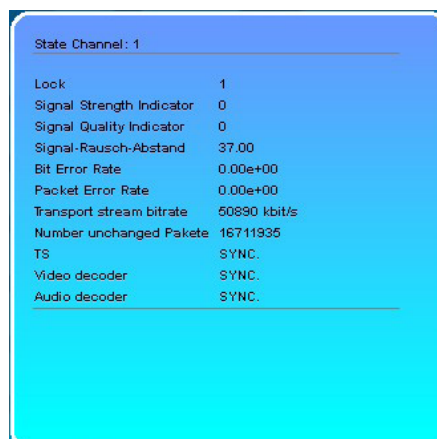 State Channel: 1
Lock 1
Signal Strength Indicator 0
Signal Quality Indicator 0
Signal-Rausch-Abstand 37.00
Bit Error Rate 0.00e+00
Packet Error Rate 0.00e+00
Transport stream bitrate 50890 kbit/s
Number unchanged Pakete 16711935
TS SYNC.
Video decoder SYNC.
Audio decoder SYNC.